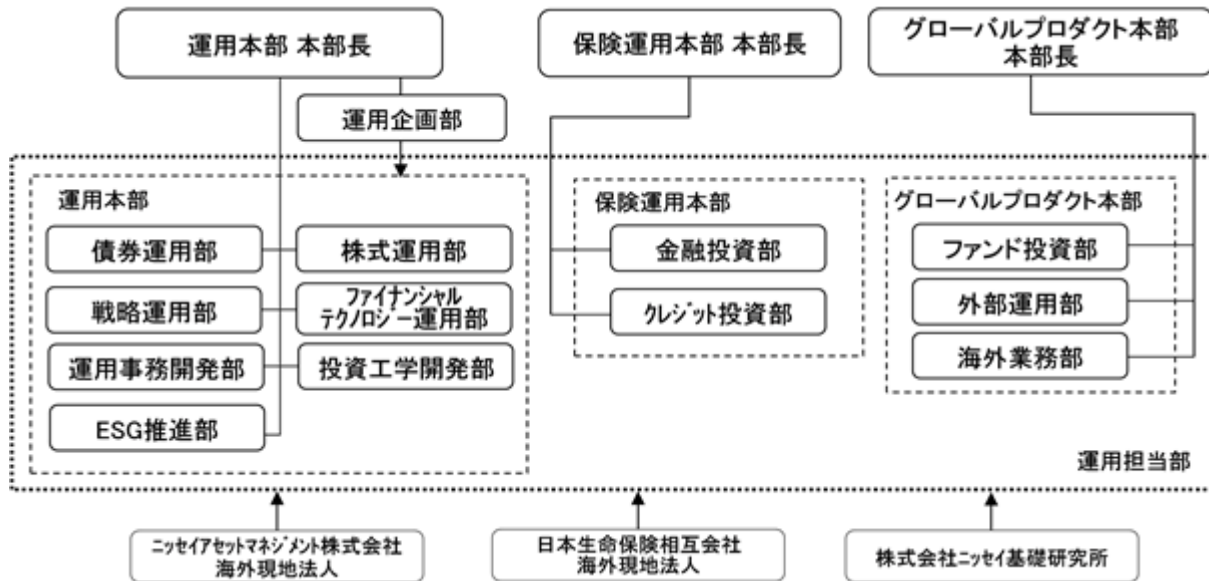 運用本部 本部長
保険運用本部 本部長
グローバルプロダクト本部
本部長
運用企画部
運用本部
債券運用部
株式運用部
戦略運用部
ファイナンシャル
テクノロジー運用部
運用事務開発部
投資工学開発部
ESG推進部
保険運用本部
金融投資部
クレジット投資部
グローバルプロダクト本部
ファンド投資部
外部運用部
海外業務部
運用担当部
ニッセイアセットマネジメント株式会社
海外現地法人
日本生命保険相互会社
海外現地法人
株式会社ニッセイ基礎研究所